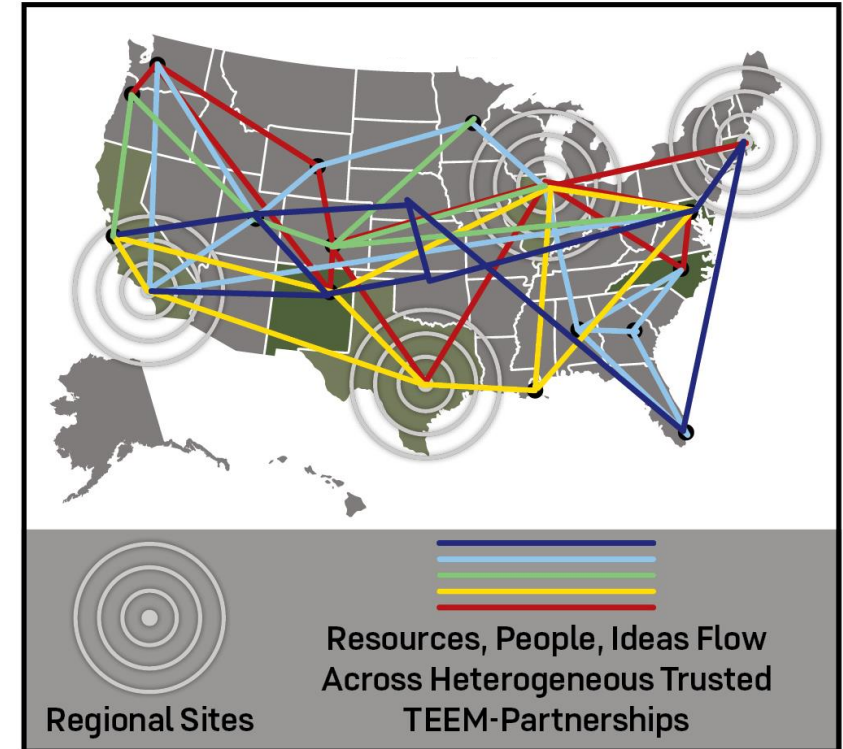 Regional Sites
Resources, People, Ideas Flow
Across Heterogeneous Trusted
TEEM-Partnerships